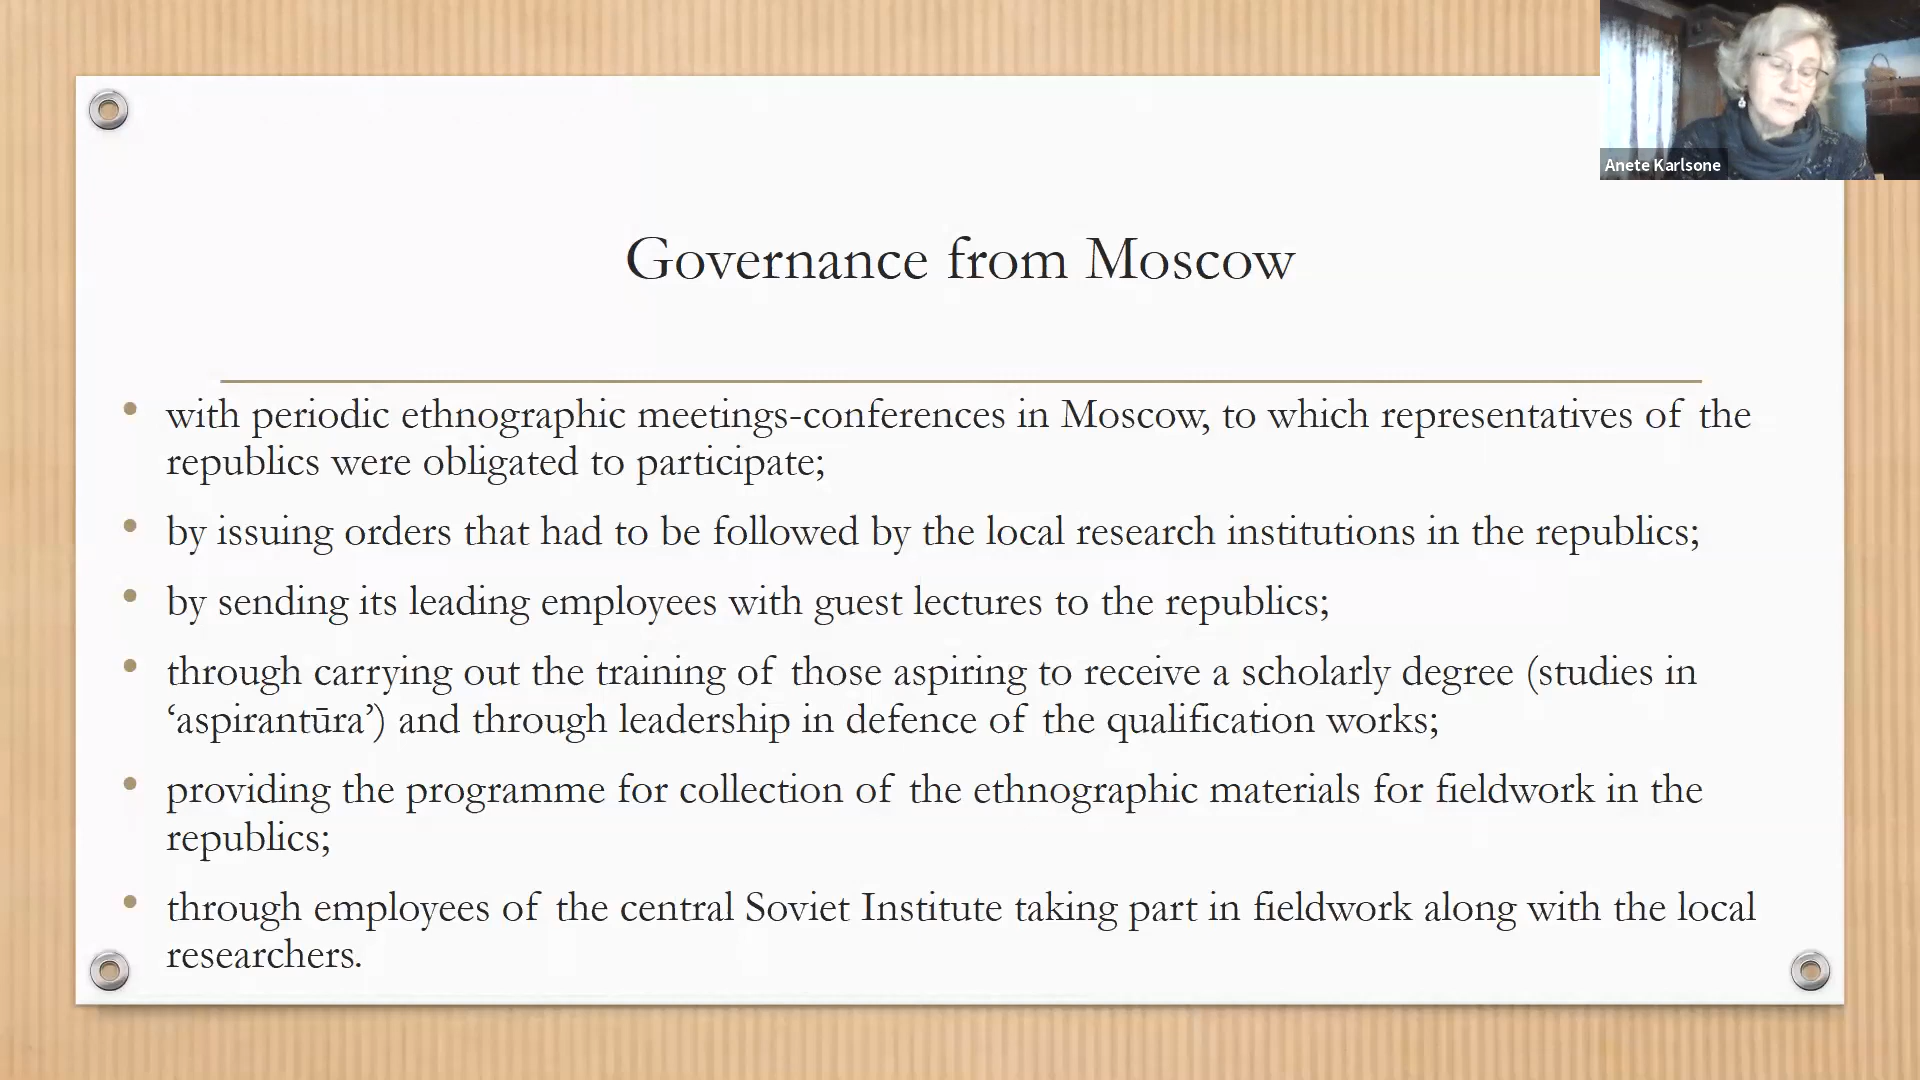 Anete Karlsone
Governance from Moscow
• with periodic ethnographic meetings-conferences in Moscow, to which representatives of the
republics were obligated to participate;
• by issuing orders that had to be followed by the local research institutions in the republics;
• by sending its leading employees with guest lectures to the republics;
• through carrying out the training of those aspiring to receive a scholarly degree (studies in
‘aspirantūra’) and through leadership in defence of the qualification works;
• providing the programme for collection of the ethnographic materials for fieldwork in the
republics;
• through employees of the central Soviet Institute taking part in fieldwork along with the local
researchers.